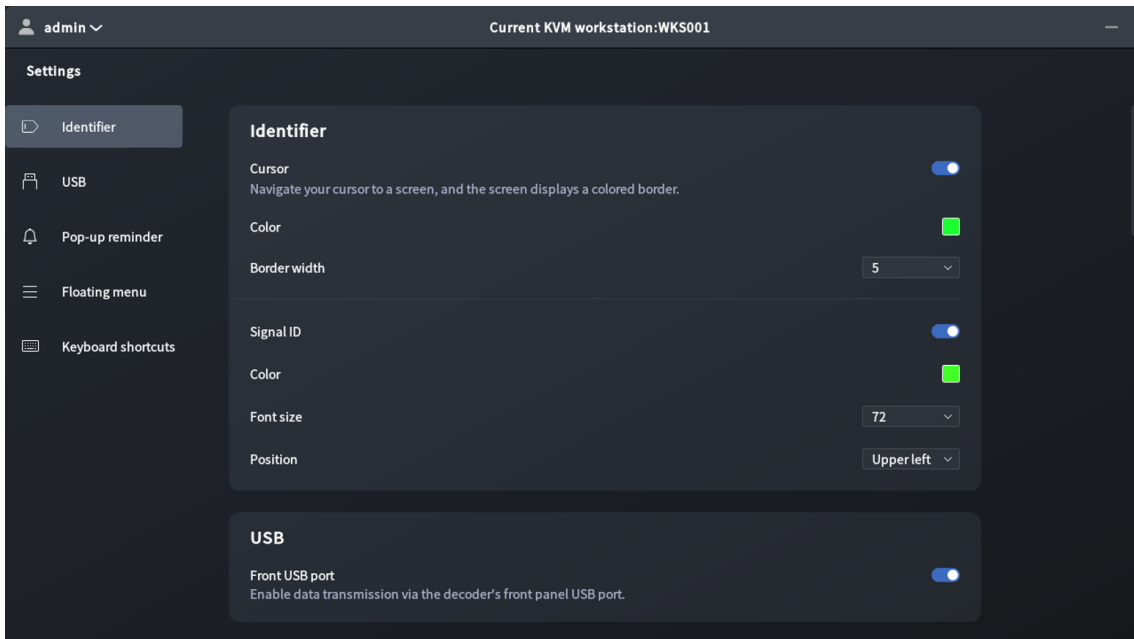 admin
Current KVM workstation:WKS001
Settings
Identifier
USB
Pop-up reminder
Floating menu
Keyboard shortcuts
Identifier
Cursor
Navigate your cursor to a screen, and the screen displays a colored border.
Color
Border width
5
Signal ID
Color
Font size
72
Position
Upper left
USB
Front USB port
Enable data transmission via the decoder's front panel USB port.